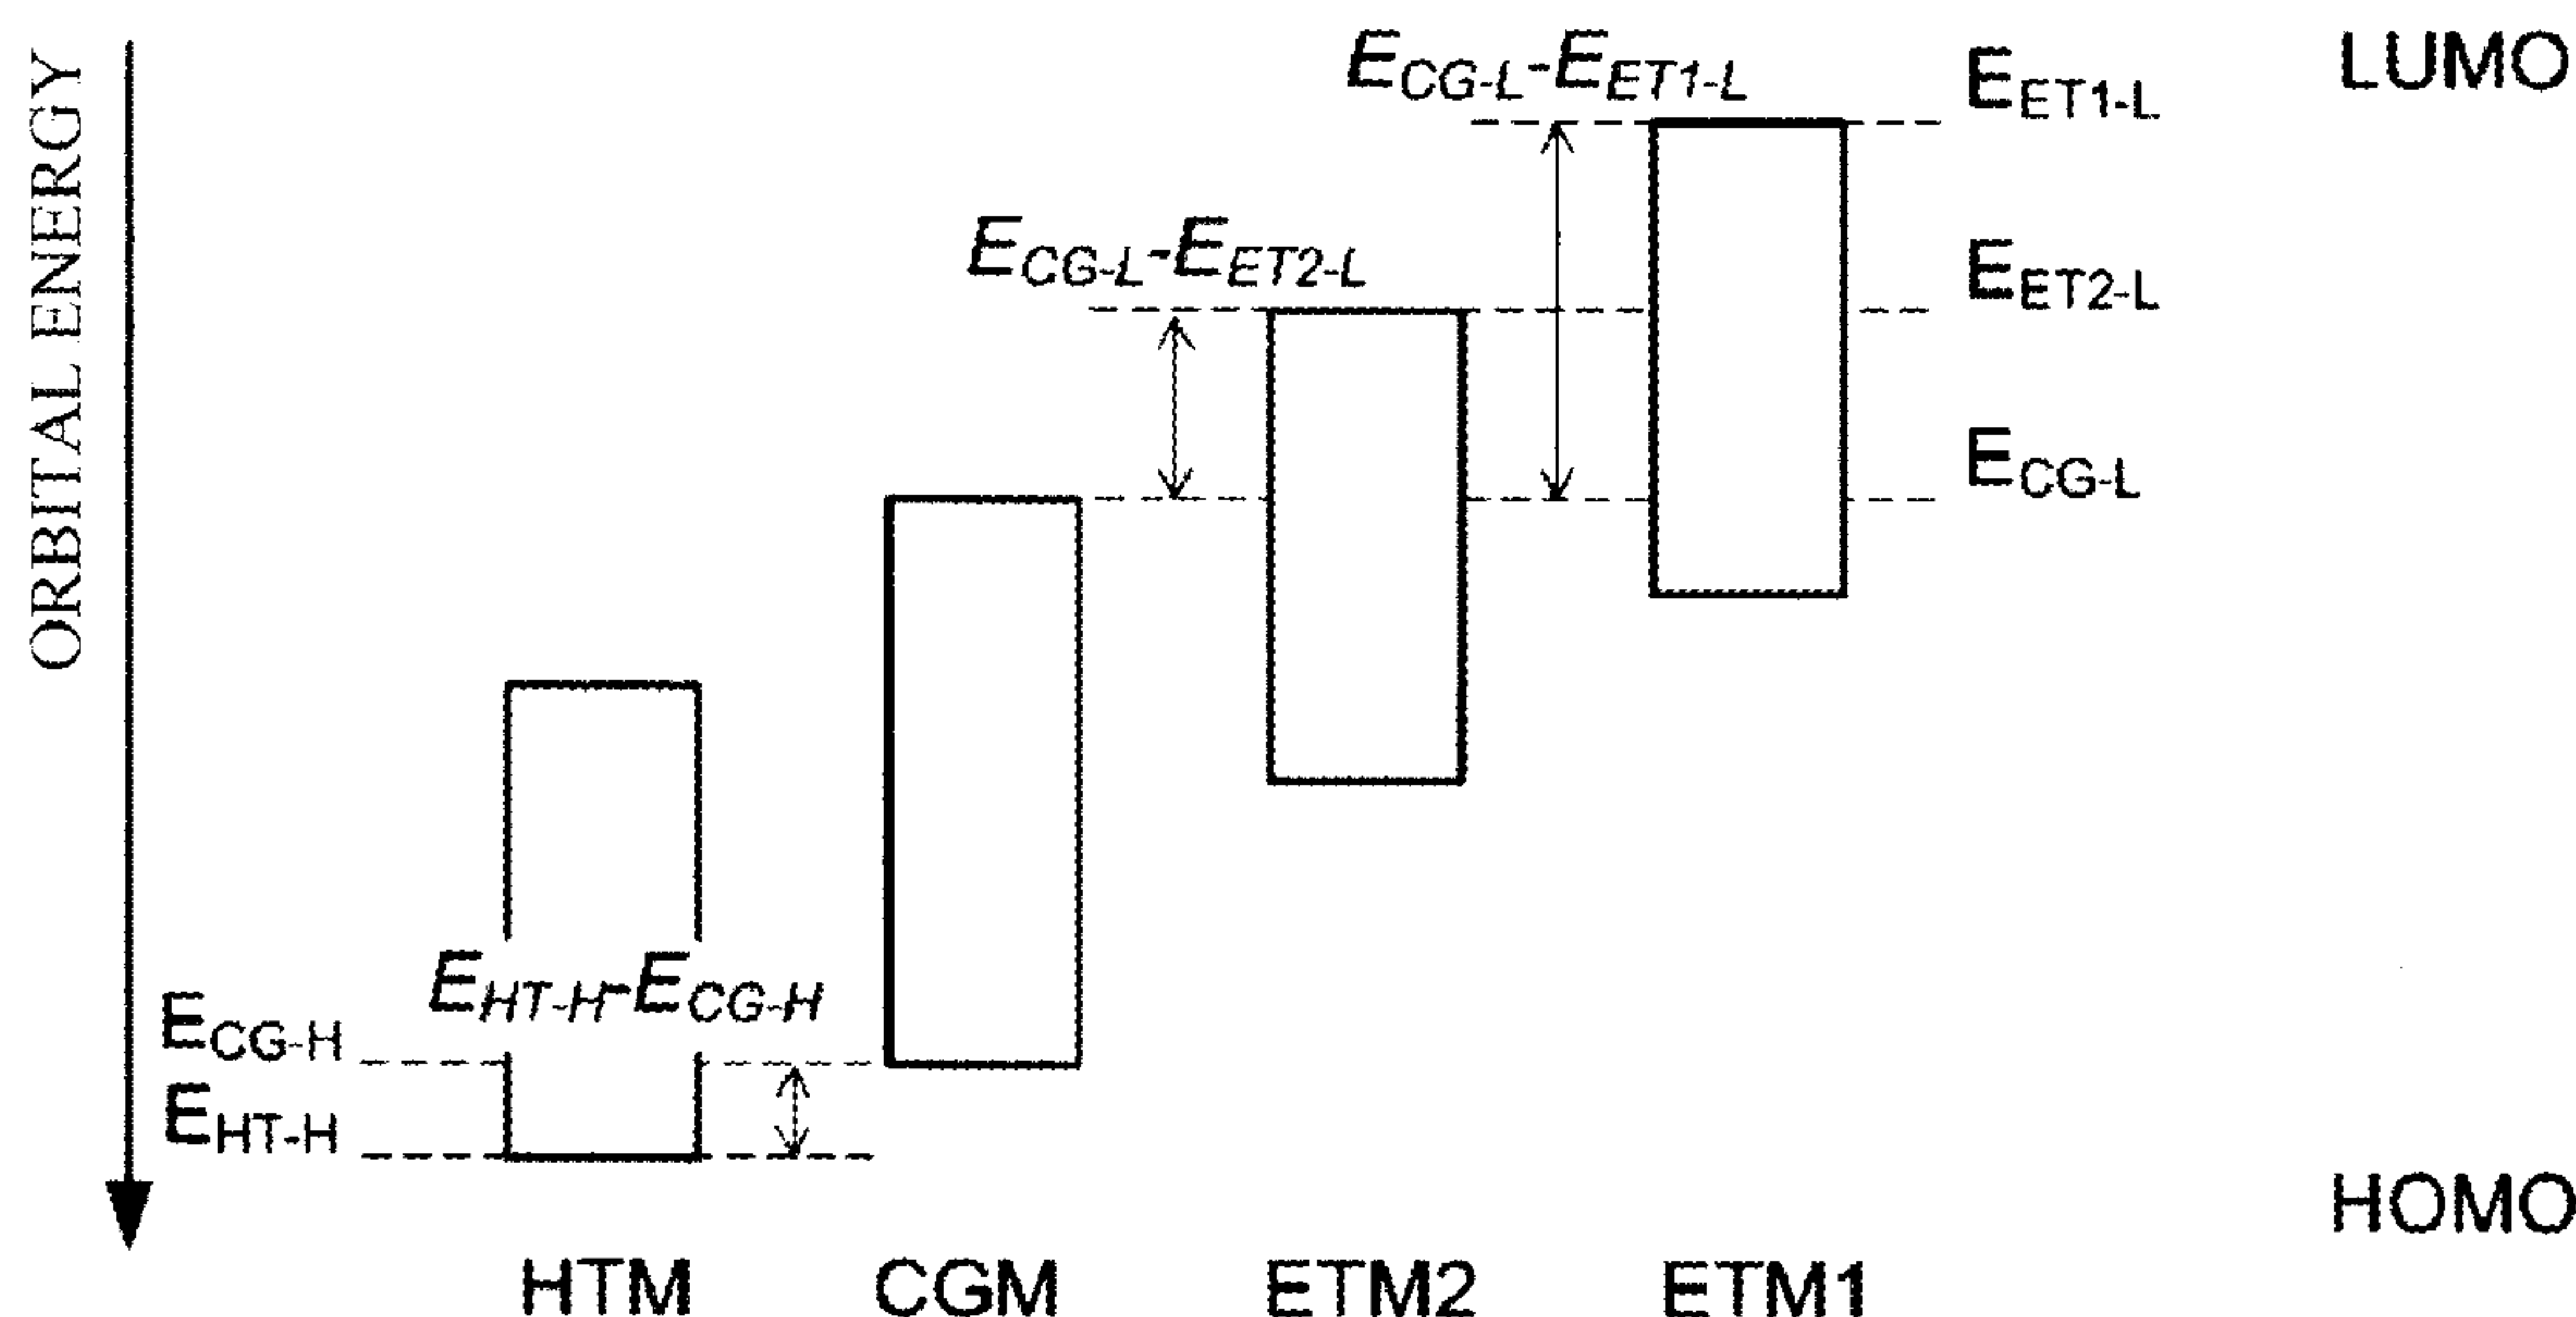 ORBITAL ENERGY
LUMO
E_CG-L-E_ET1-L
E_ET1-L
E_CG-L-E_ET2-L
E_ET2-L
E_CG-L
E_HT-H-E_CG-H
E_CG-H
E_HT-H
HOMO
HTM CGM ETM2 ETM1